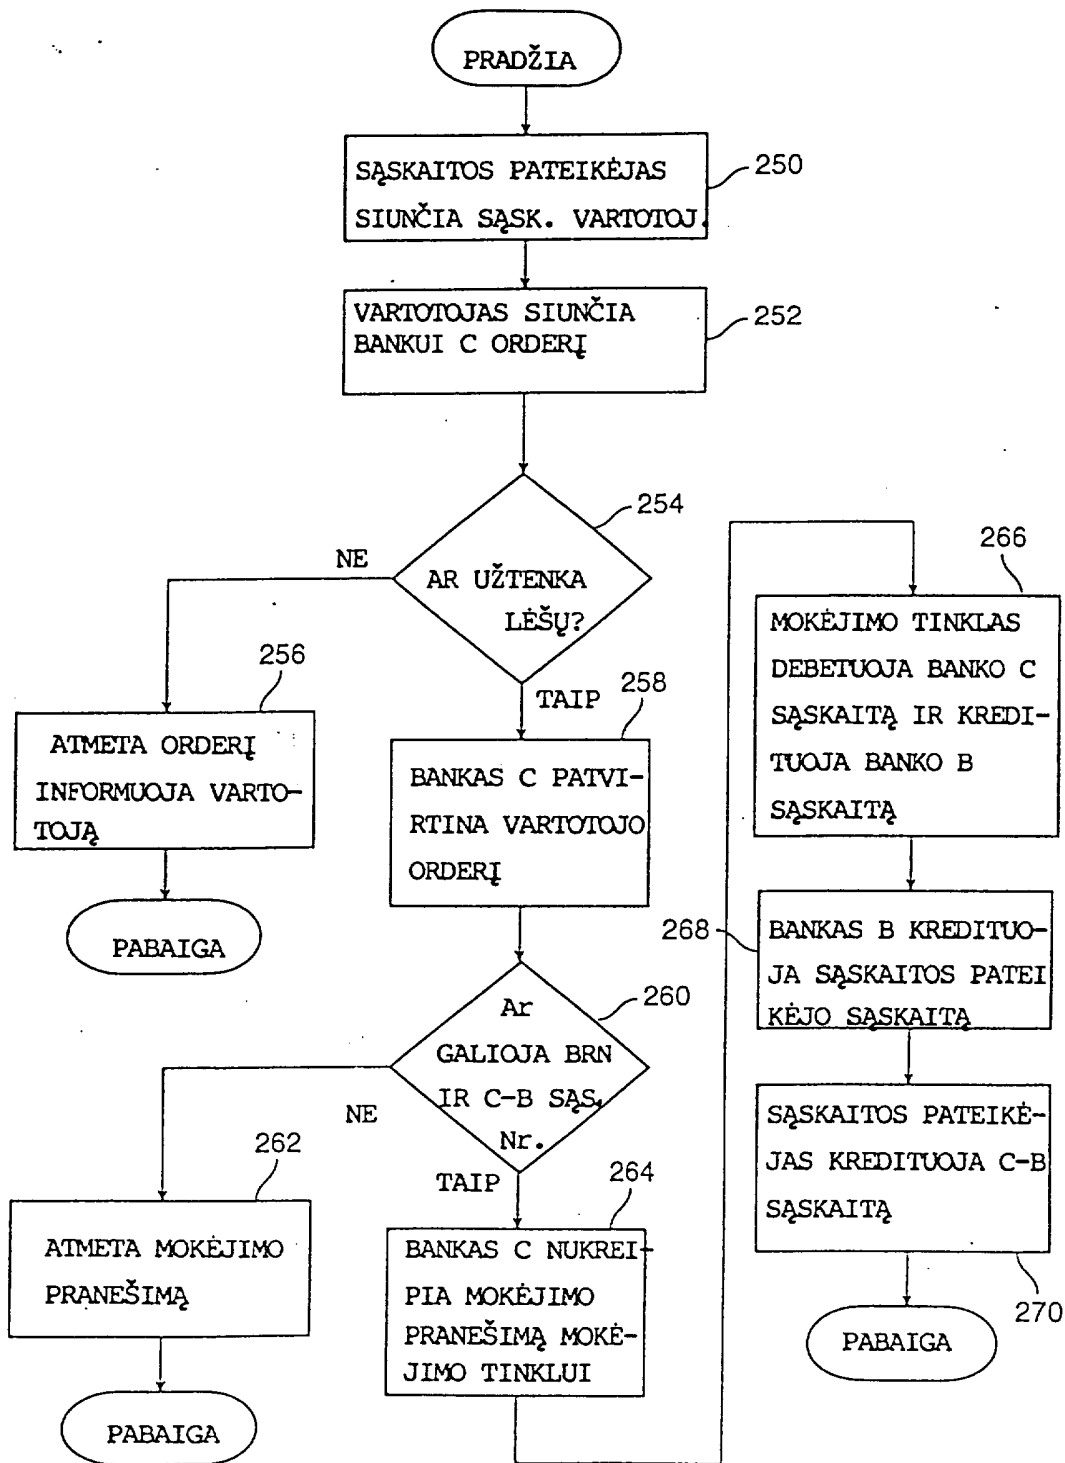 PRADŽIA
SĄSKAITOS PATEIKĖJAS
SIUNČIA SĄSK. VARTOTOJ.
250
VARTOTOJAS SIUNČIA
BANKUI C ORDERĮ
252
254
AR UŽTENKA
LĖŠŲ?
NE
TAIP
256
ATMETA ORDERĮ
INFORMUOJA VARTO-
TOJĄ
PABAIGA
258
BANKAS C PATVI-
RTINA VARTOTOJO
ORDERĮ
260
Ar
GALIOJA BRN
IR C-B SĄS.
Nr.
NE
TAIP
262
ATMETA MOKĖJIMO
PRANEŠIMĄ
PABAIGA
264
BANKAS C NUKREI-
PIA MOKĖJIMO
PRANEŠIMĄ MOKĖ-
JIMO TINKLUI
266
MOKĖJIMO TINKLAS
DEBETUOJA BANKO C
SĄSKAITĄ IR KREDI-
TUOJA BANKO B
SĄSKAITĄ
268
BANKAS B KREDITUO-
JA SĄSKAITOS PATEI
KĖJO SĄSKAITĄ
SĄSKAITOS PATEIKĖ-
JAS KREDITUOJA C-B
SĄSKAITĄ
270
PABAIGA